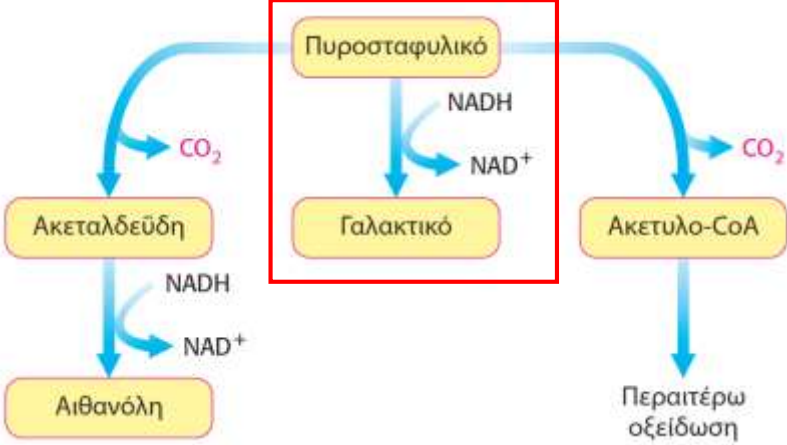 Πυροσταφυλικό
NADH
CO₂
NAD⁺
CO₂
Ακεταλδεΰδη
Γαλακτικό
Ακετυλο-CoA
NADH
NAD⁺
Αιθανόλη
Περαιτέρω
οξείδωση